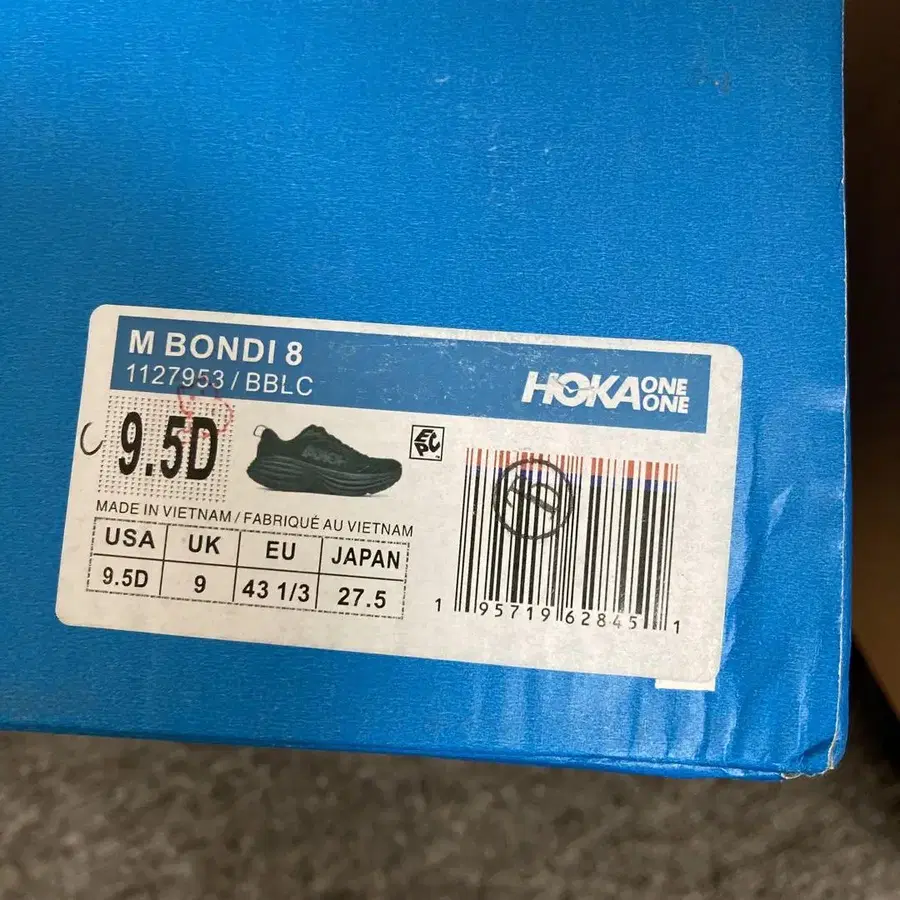 M BONDI 8
1127953 / BBLC
HOKA ONE ONE
9.5D
EPC
MADE IN VIETNAM / FABRIQUÉ AU VIETNAM
USA UK EU JAPAN
9.5D 9 43 1/3 27.5
1 95719 62845 1